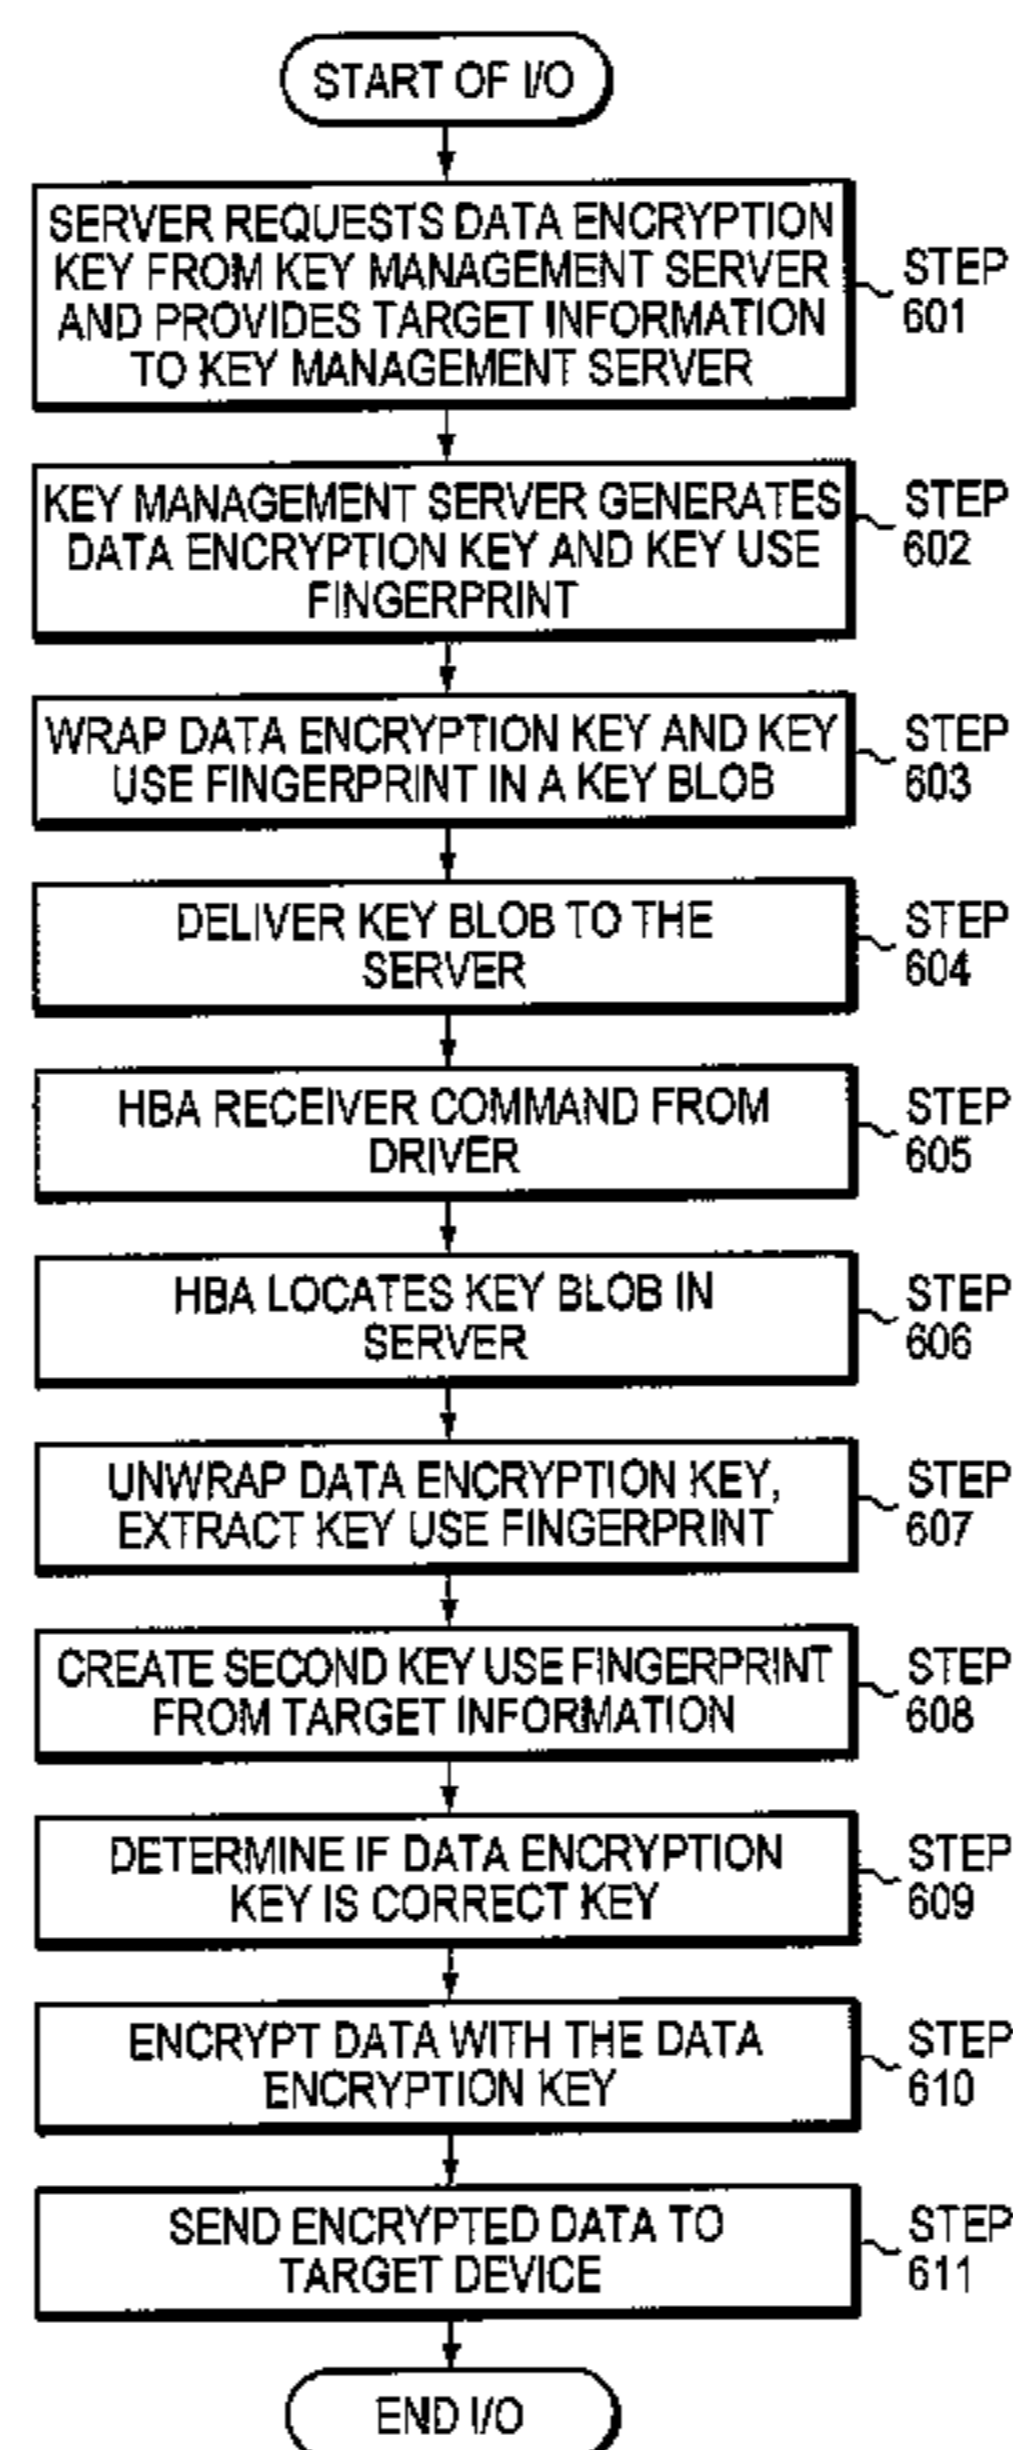 START OF I/O
SERVER REQUESTS DATA ENCRYPTION
KEY FROM KEY MANAGEMENT SERVER
AND PROVIDES TARGET INFORMATION
TO KEY MANAGEMENT SERVER
STEP
601
KEY MANAGEMENT SERVER GENERATES
DATA ENCRYPTION KEY AND KEY USE
FINGERPRINT
STEP
602
WRAP DATA ENCRYPTION KEY AND KEY
USE FINGERPRINT IN A KEY BLOB
STEP
603
DELIVER KEY BLOB TO THE
SERVER
STEP
604
HBA RECEIVER COMMAND FROM
DRIVER
STEP
605
HBA LOCATES KEY BLOB IN
SERVER
STEP
606
UNWRAP DATA ENCRYPTION KEY,
EXTRACT KEY USE FINGERPRINT
STEP
607
CREATE SECOND KEY USE FINGERPRINT
FROM TARGET INFORMATION
STEP
608
DETERMINE IF DATA ENCRYPTION
KEY IS CORRECT KEY
STEP
609
ENCRYPT DATA WITH THE DATA
ENCRYPTION KEY
STEP
610
SEND ENCRYPTED DATA TO
TARGET DEVICE
STEP
611
END I/O